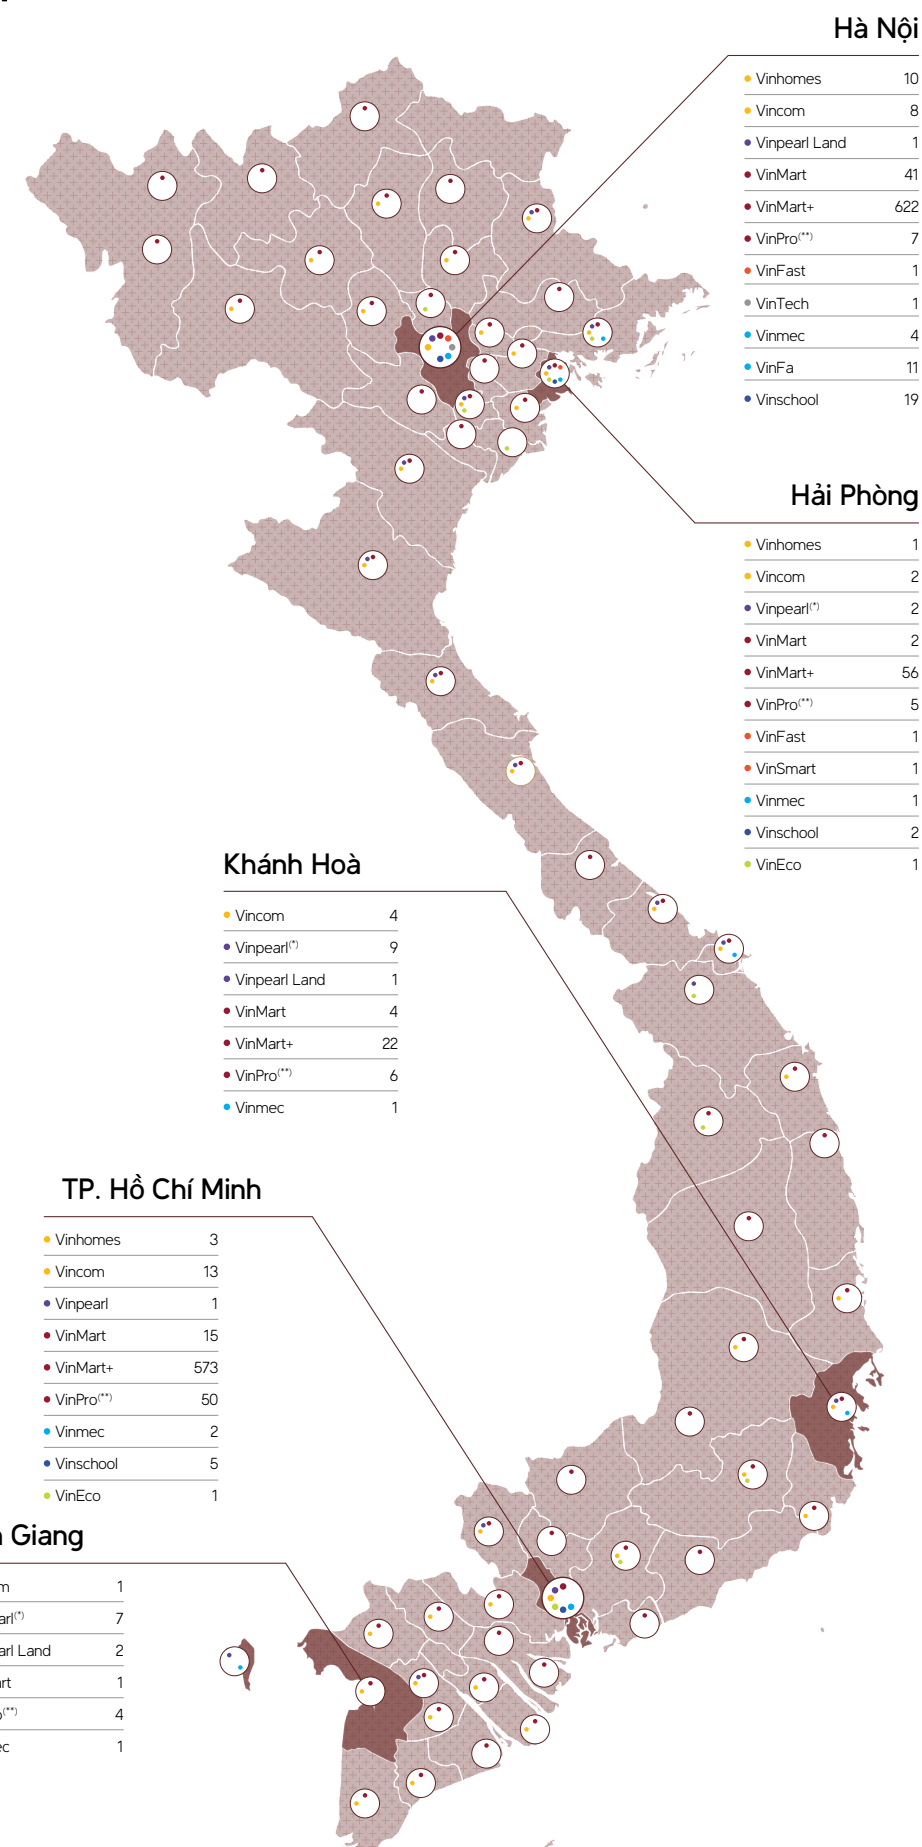 Hà Nội
Vinhomes 10
Vincom 8
Vinpearl Land 1
VinMart 41
VinMart+ 622
VinPro(**) 7
VinFast 1
VinTech 1
Vinmec 4
VinFa 11
Vinschool 19
Hải Phòng
Vinhomes 1
Vincom 2
Vinpearl(*) 2
VinMart 2
VinMart+ 56
VinPro(**) 5
VinFast 1
VinSmart 1
Vinmec 1
Vinschool 2
VinEco 1
Khánh Hoà
Vincom 4
Vinpearl(*) 9
Vinpearl Land 1
VinMart 4
VinMart+ 22
VinPro(**) 6
Vinmec 1
TP. Hồ Chí Minh
Vinhomes 3
Vincom 13
Vinpearl 1
VinMart 15
VinMart+ 573
VinPro(**) 50
Vinmec 2
Vinschool 5
VinEco 1
Giang
1
(*) 7
Land 2
1
(**) 4
1